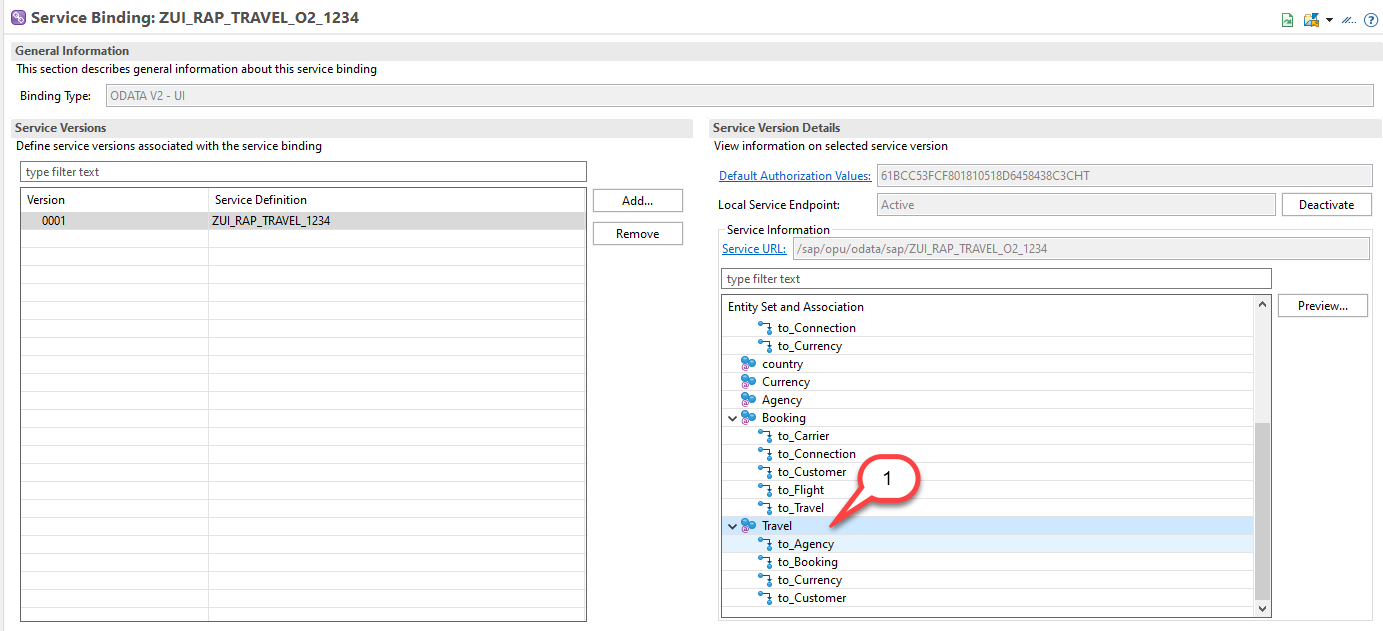 Service Binding: ZUI_RAP_TRAVEL_O2_1234
General Information
This section describes general information about this service binding
Binding Type: ODATA V2 - UI
Service Versions
Define service versions associated with the service binding
type filter text
Version Service Definition
0001 ZUI_RAP_TRAVEL_1234
Add...
Remove
Service Version Details
View information on selected service version
Default Authorization Values: 61BCC53FCF801810518D6458438C3CHT
Local Service Endpoint: Active Deactivate
Service Information
Service URL: /sap/opu/odata/sap/ZUI_RAP_TRAVEL_O2_1234
type filter text
Entity Set and Association Preview...
to_Connection
to_Currency
country
Currency
Agency
Booking
to_Carrier
to_Connection
to_Customer
1
to_Flight
to_Travel
Travel
to_Agency
to_Booking
to_Currency
to_Customer